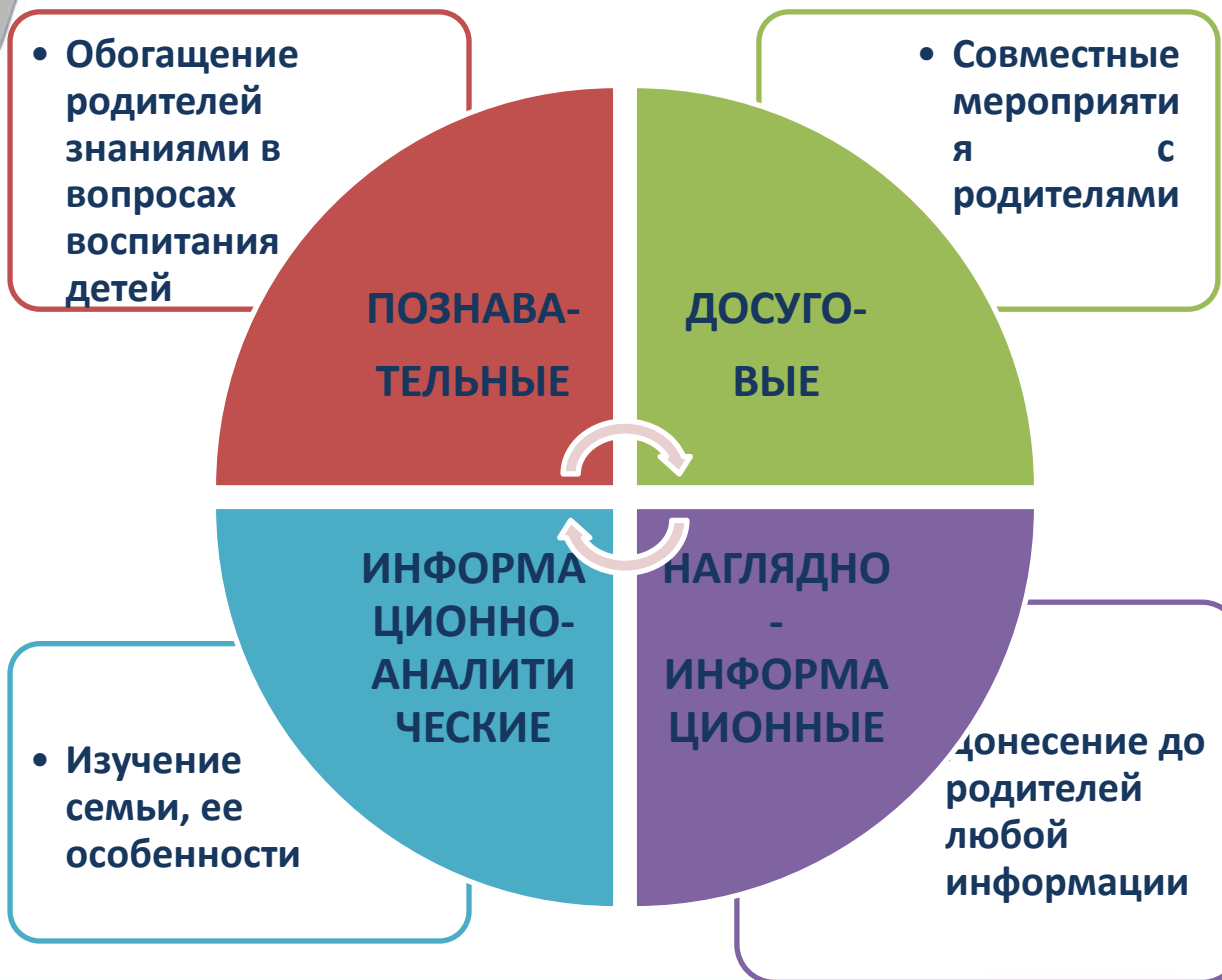 • Обогащение
родителей
знаниями в
вопросах
воспитания
детей
• Совместные
мероприяти
я с
родителями
ПОЗНАВА-
ТЕЛЬНЫЕ
ДОСУГО-
ВЫЕ
ИНФОРМА
ЦИОННО-
АНАЛИТИ
ЧЕСКИЕ
НАГЛЯДНО
-
ИНФОРМА
ЦИОННЫЕ
• Изучение
семьи, ее
особенности
донесение до
родителей
любой
информации